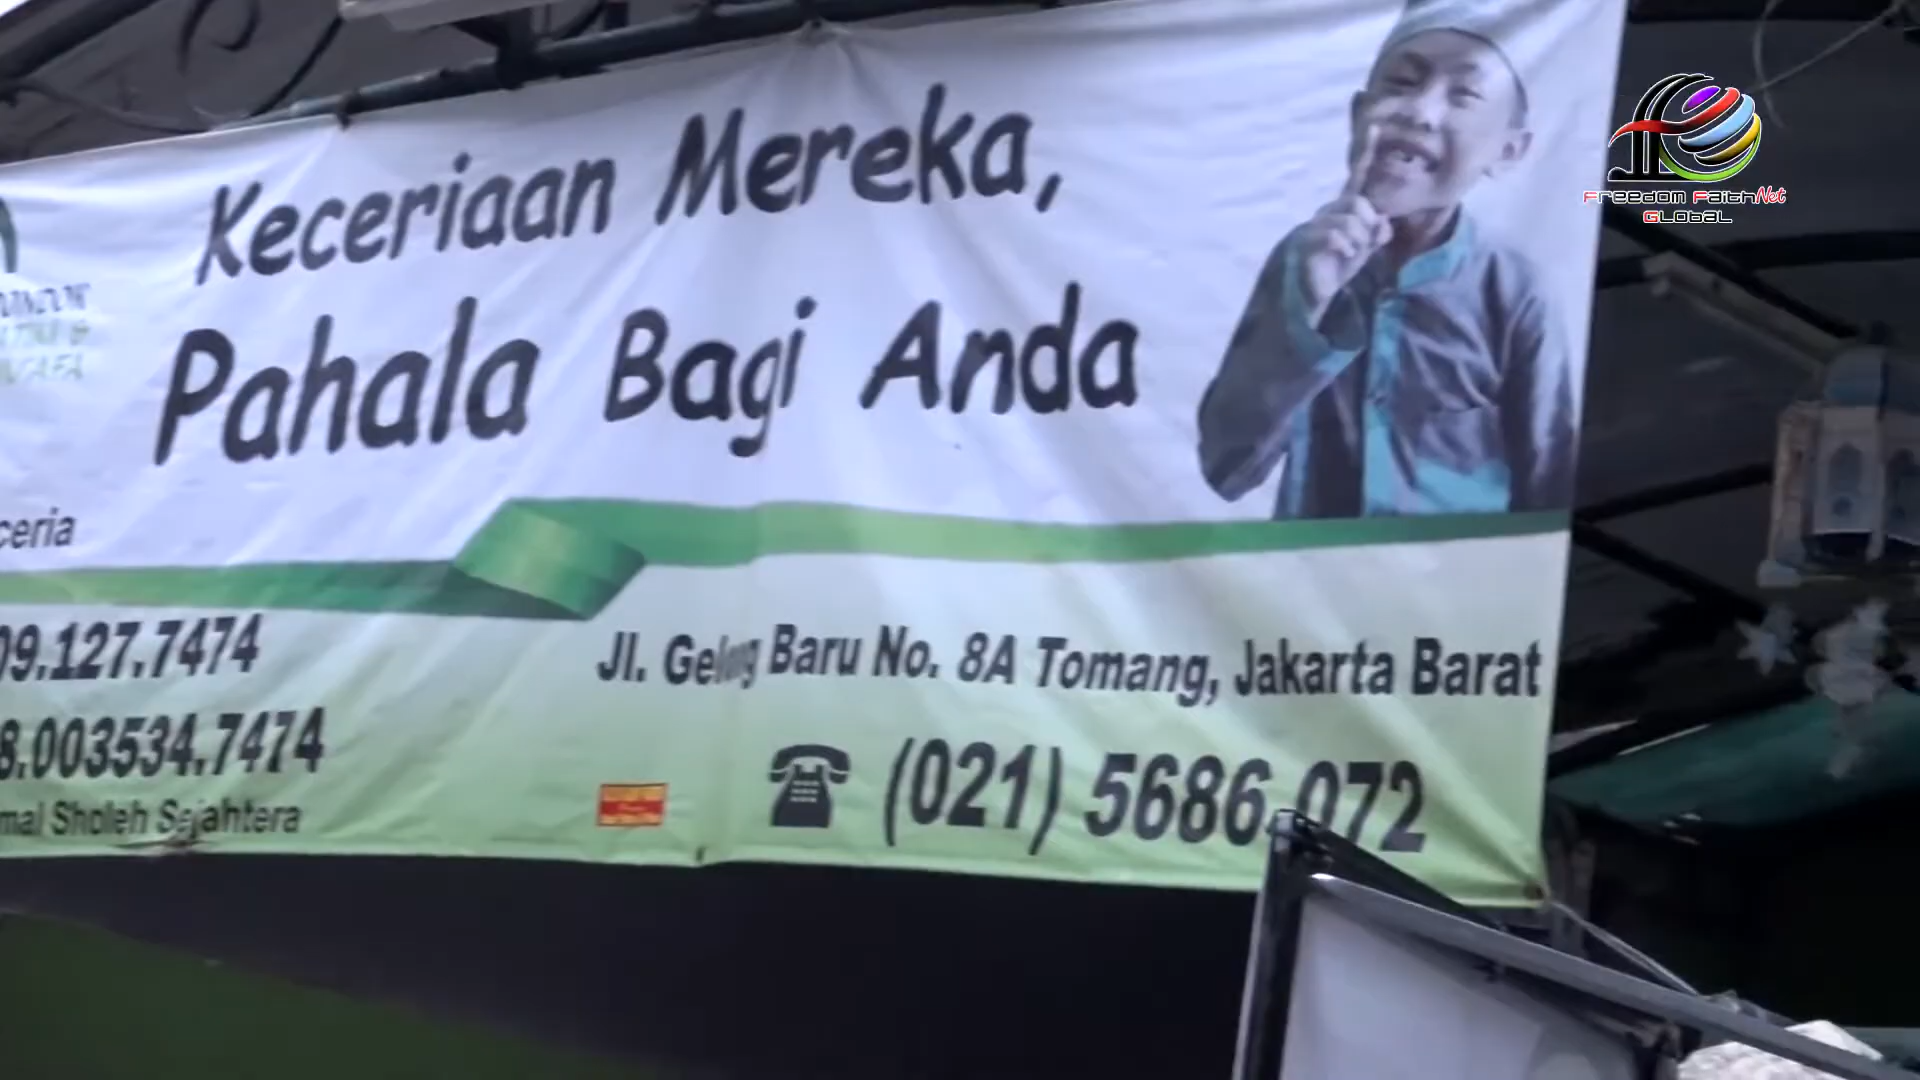 Keceriaan Mereka,
Pahala Bagi Anda
ceria
09.127.7474
8.003534.7474
mal Sholeh Sejahtera
Jl. Gelong Baru No. 8A Tomang, Jakarta Barat
(021) 5686 072
Freedom FaithNet
Global